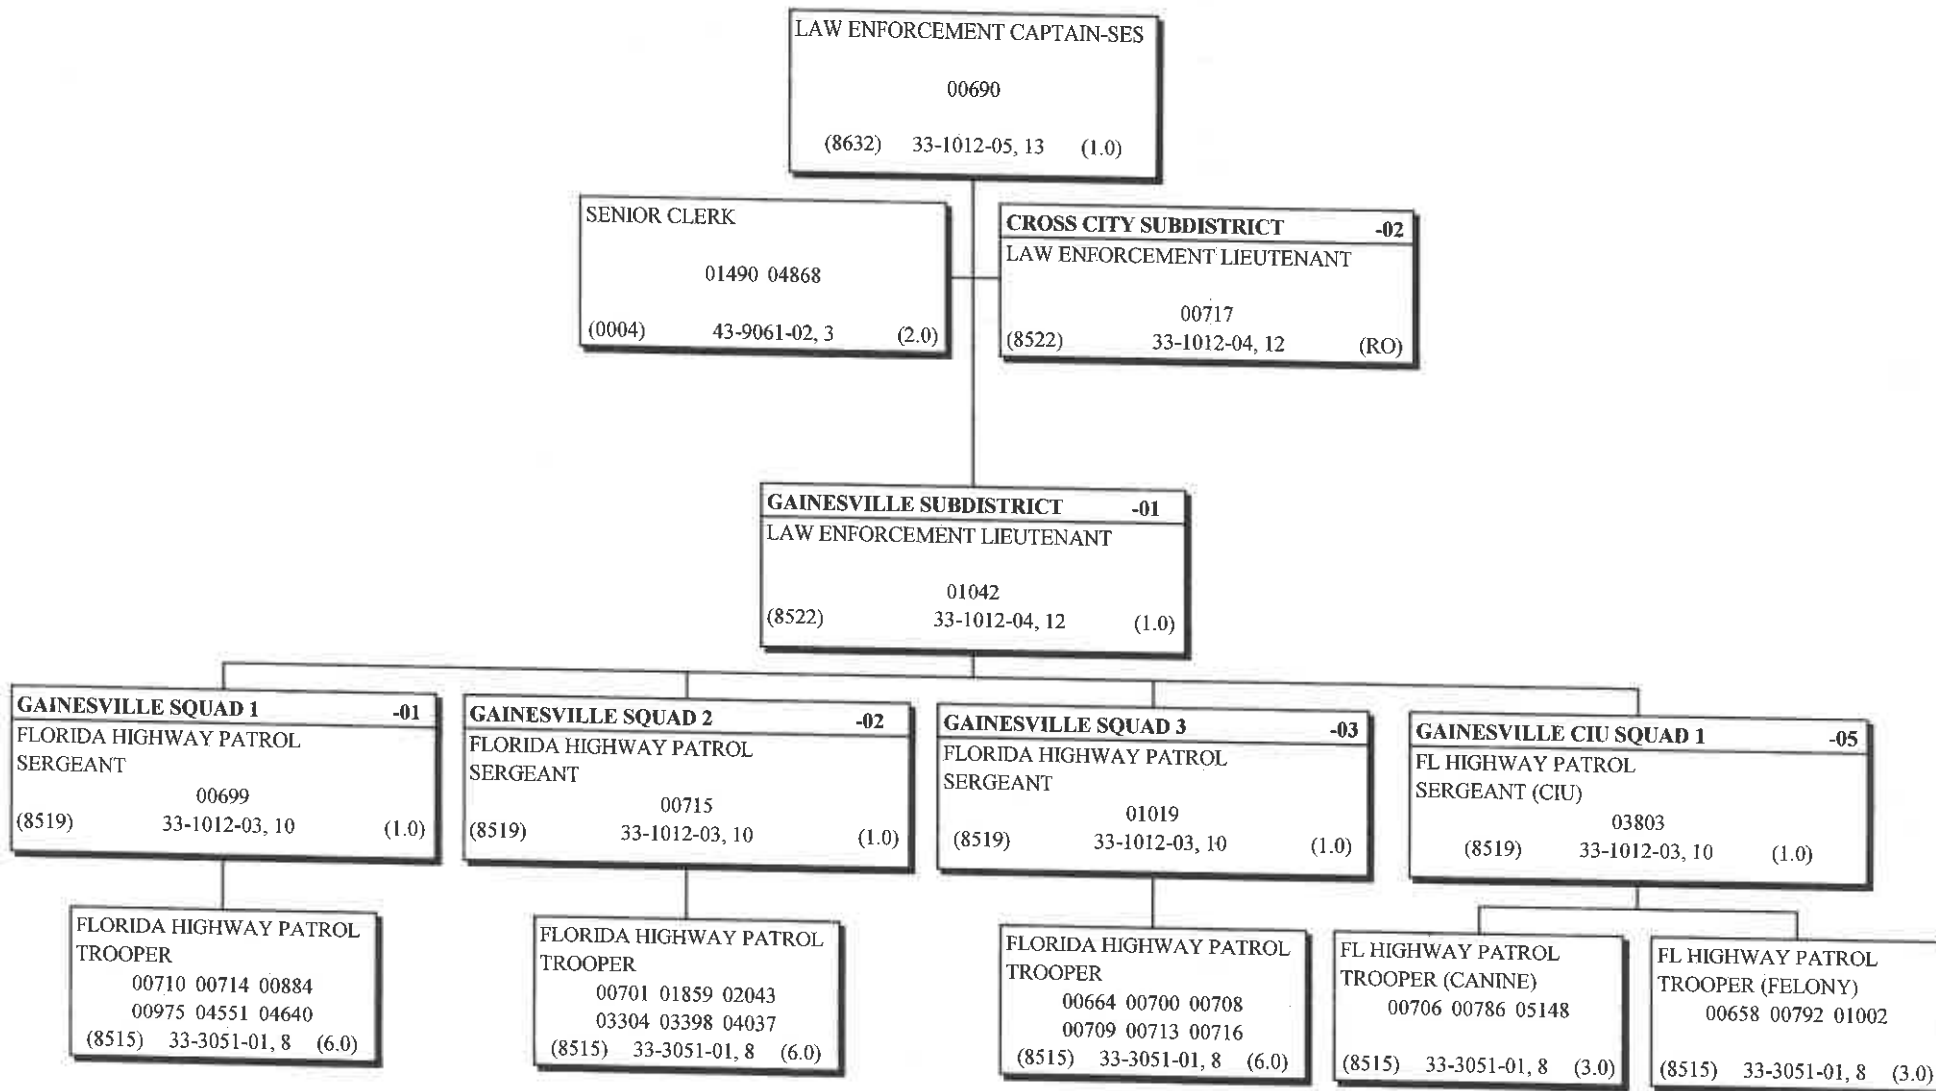 LAW ENFORCEMENT CAPTAIN-SES
00690
(8632) 33-1012-05, 13 (1.0)
SENIOR CLERK
01490 04868
(0004) 43-9061-02, 3 (2.0)
CROSS CITY SUBDISTRICT -02
LAW ENFORCEMENT LIEUTENANT
00717
(8522) 33-1012-04, 12 (RO)
GAINESVILLE SUBDISTRICT -01
LAW ENFORCEMENT LIEUTENANT
01042
(8522) 33-1012-04, 12 (1.0)
GAINESVILLE SQUAD 1 -01
FLORIDA HIGHWAY PATROL
SERGEANT
00699
(8519) 33-1012-03, 10 (1.0)
GAINESVILLE SQUAD 2 -02
FLORIDA HIGHWAY PATROL
SERGEANT
00715
(8519) 33-1012-03, 10 (1.0)
GAINESVILLE SQUAD 3 -03
FLORIDA HIGHWAY PATROL
SERGEANT
01019
(8519) 33-1012-03, 10 (1.0)
GAINESVILLE CIU SQUAD 1 -05
FL HIGHWAY PATROL
SERGEANT (CIU)
03803
(8519) 33-1012-03, 10 (1.0)
FLORIDA HIGHWAY PATROL
TROOPER
00710 00714 00884
00975 04551 04640
(8515) 33-3051-01, 8 (6.0)
FLORIDA HIGHWAY PATROL
TROOPER
00701 01859 02043
03304 03398 04037
(8515) 33-3051-01, 8 (6.0)
FLORIDA HIGHWAY PATROL
TROOPER
00664 00700 00708
00709 00713 00716
(8515) 33-3051-01, 8 (6.0)
FL HIGHWAY PATROL
TROOPER (CANINE)
00706 00786 05148
(8515) 33-3051-01, 8 (3.0)
FL HIGHWAY PATROL
TROOPER (FELONY)
00658 00792 01002
(8515) 33-3051-01, 8 (3.0)